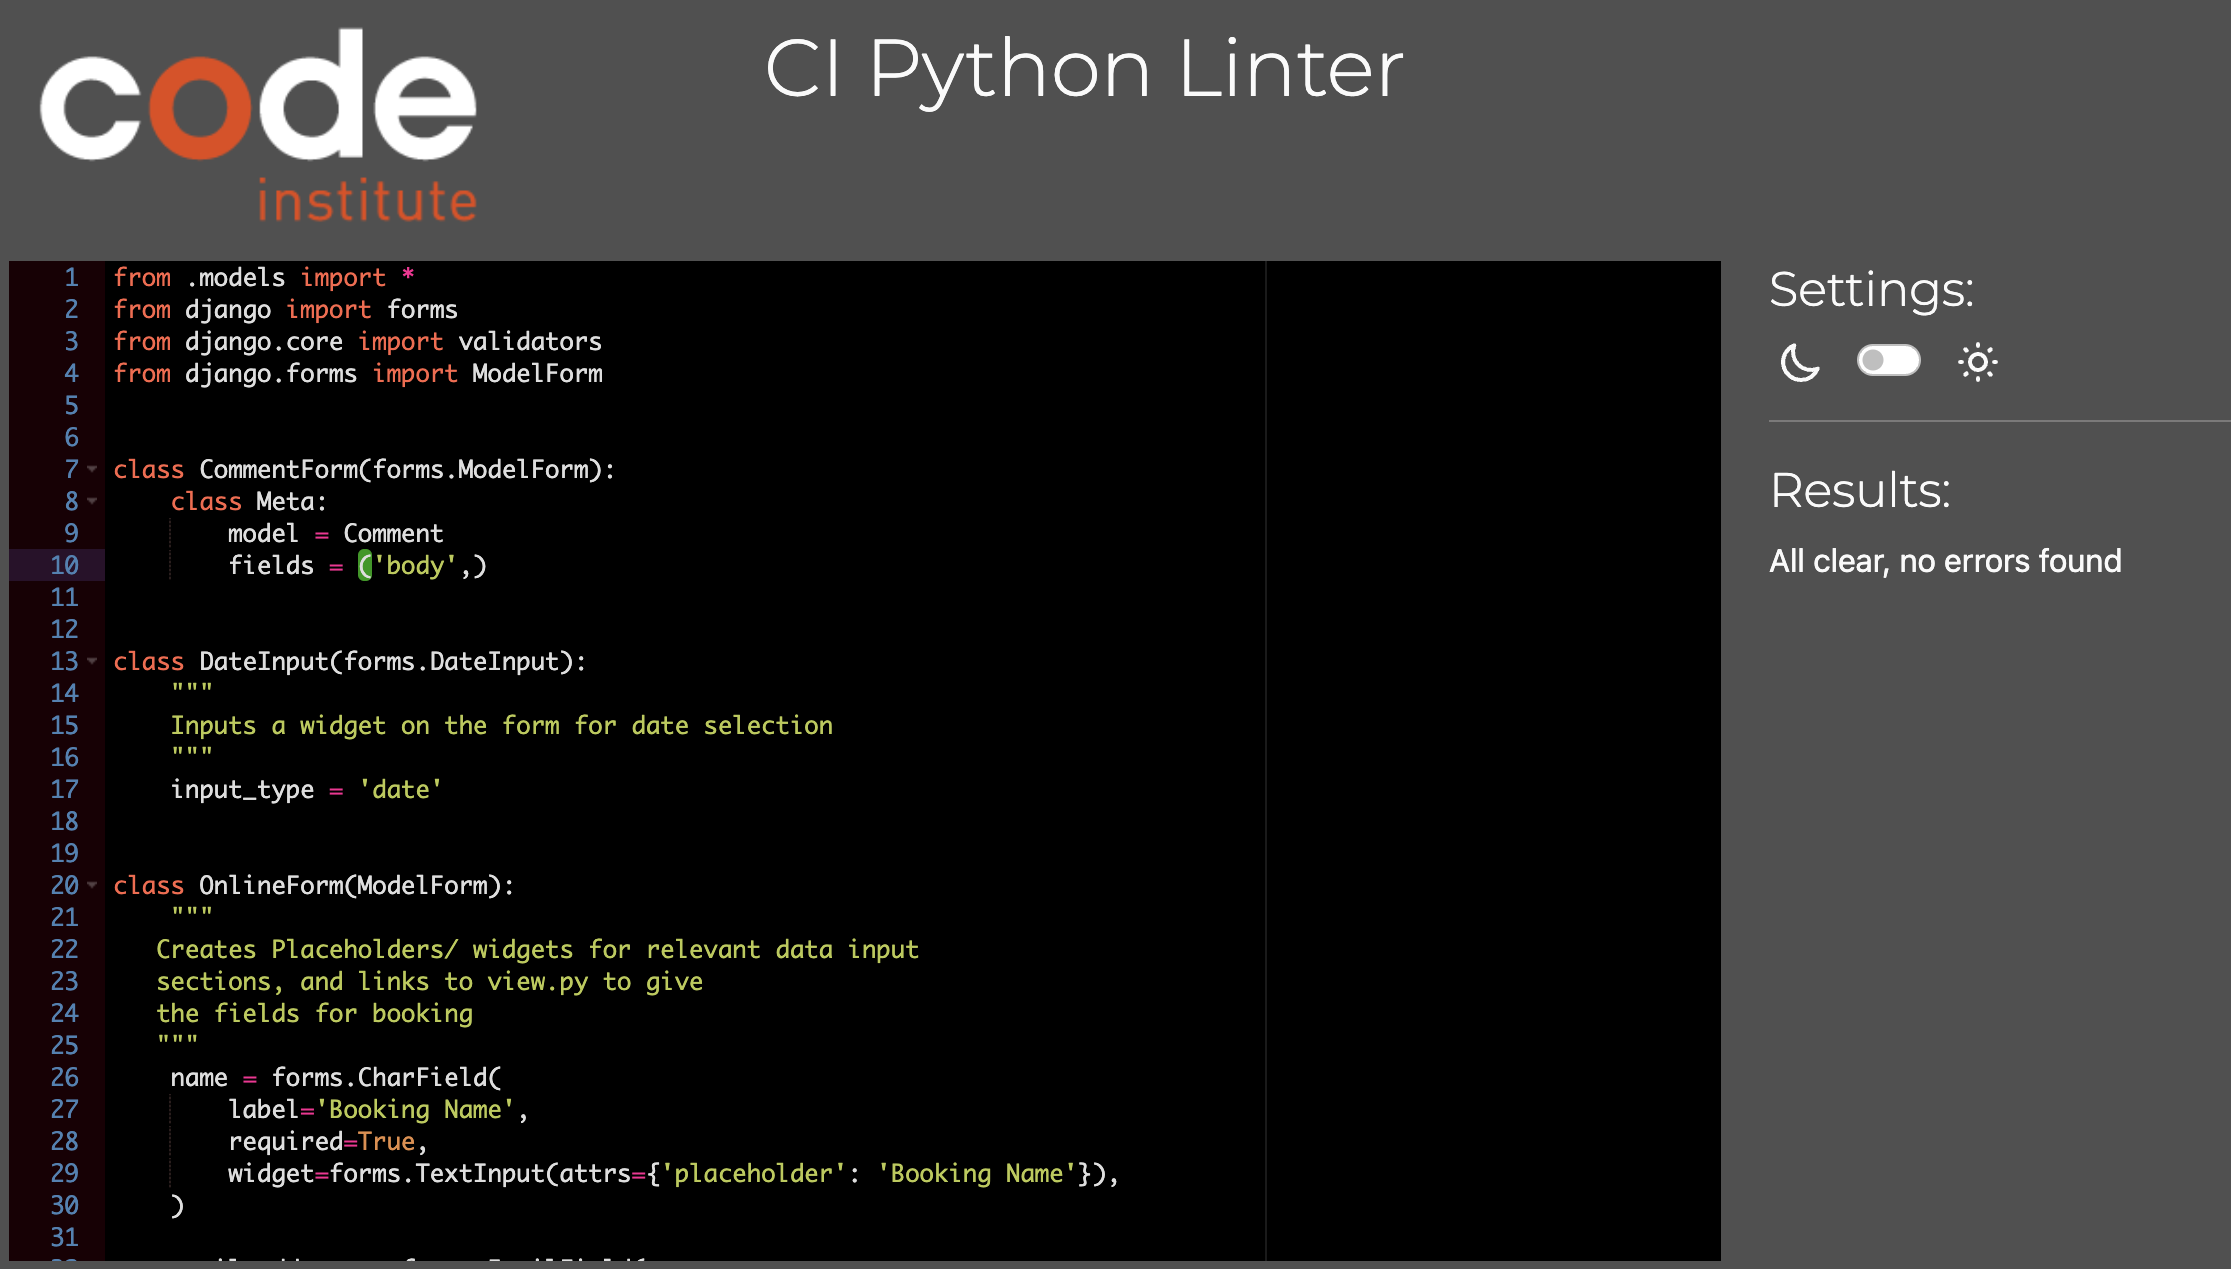 code
institute
CI Python Linter
1 from .models import *
2 from django import forms
3 from django.core import validators
4 from django.forms import ModelForm
5
6
7 class CommentForm(forms.ModelForm):
8     class Meta:
9         model = Comment
10         fields = ('body',)
11
12
13 class DateInput(forms.DateInput):
14     """
15     Inputs a widget on the form for date selection
16     """
17     input_type = 'date'
18
19
20 class OnlineForm(ModelForm):
21     """
22    Creates Placeholders/ widgets for relevant data input
23    sections, and links to view.py to give
24    the fields for booking
25    """
26     name = forms.CharField(
27         label='Booking Name',
28         required=True,
29         widget=forms.TextInput(attrs={'placeholder': 'Booking Name'}),
30     )
31
Settings:
Results:
All clear, no errors found